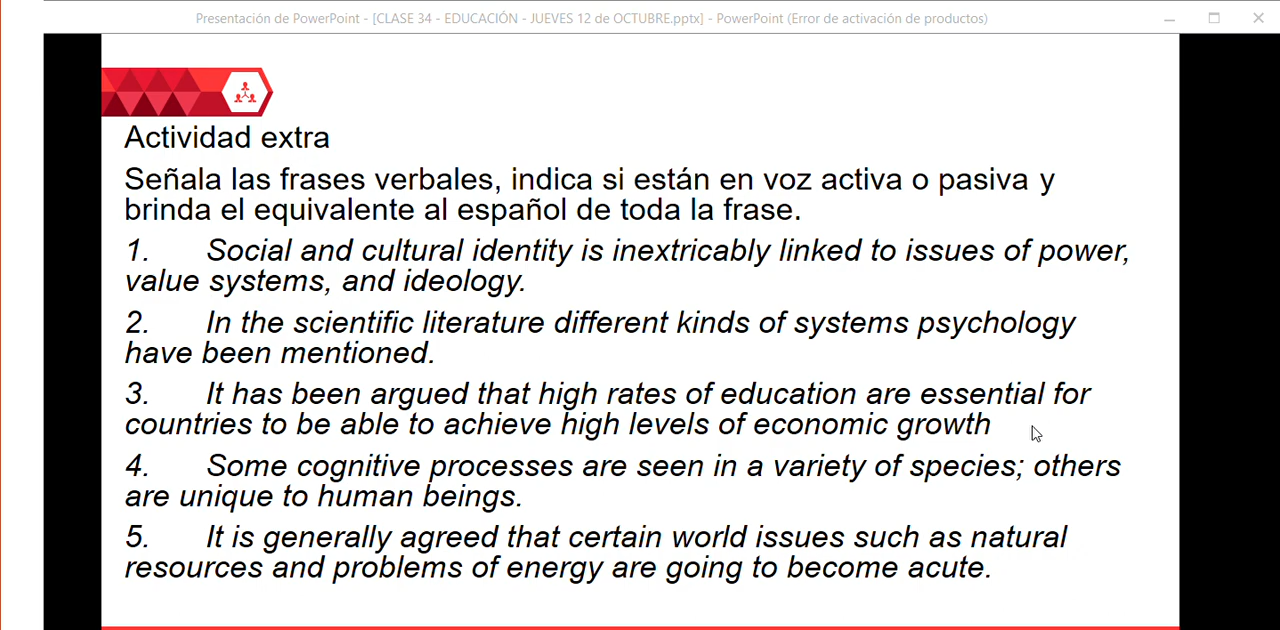 Presentación de PowerPoint - [CLASE 34 - EDUCACIÓN - JUEVES 12 de OCTUBRE.pptx] - PowerPoint (Error de activación de productos)
Actividad extra
Señala las frases verbales, indica si están en voz activa o pasiva y
brinda el equivalente al español de toda la frase.
1. Social and cultural identity is inextricably linked to issues of power,
value systems, and ideology.
2. In the scientific literature different kinds of systems psychology
have been mentioned.
3. It has been argued that high rates of education are essential for
countries to be able to achieve high levels of economic growth
4. Some cognitive processes are seen in a variety of species; others
are unique to human beings.
5. It is generally agreed that certain world issues such as natural
resources and problems of energy are going to become acute.